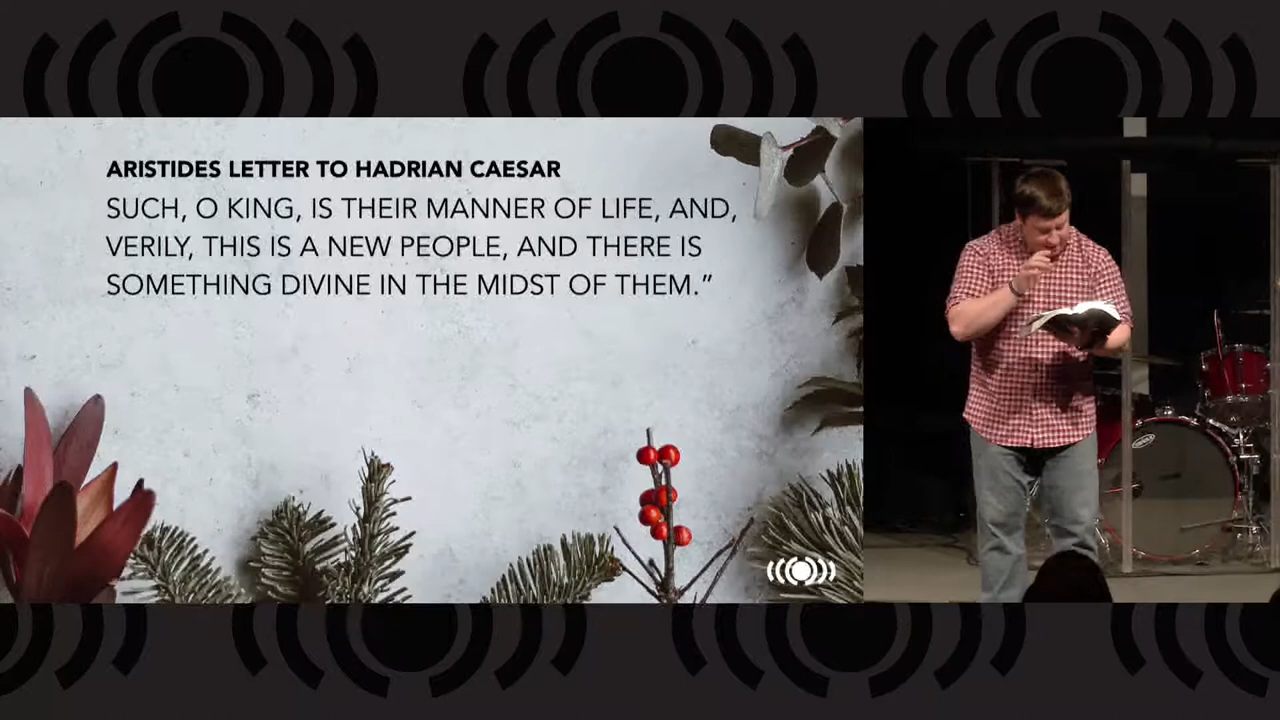 ARISTIDES LETTER TO HADRIAN CAESAR
SUCH, O KING, IS THEIR MANNER OF LIFE, AND,
VERILY, THIS IS A NEW PEOPLE, AND THERE IS
SOMETHING DIVINE IN THE MIDST OF THEM.”